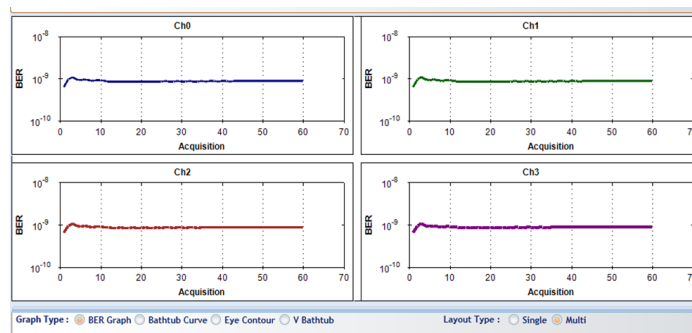 Ch0
10-8
10-9
10-10
BER
0 10 20 30 40 50 60 70
Acquisition
Ch1
10-8
10-9
10-10
BER
0 10 20 30 40 50 60 70
Acquisition
Ch2
10-8
10-9
10-10
BER
0 10 20 30 40 50 60 70
Acquisition
Ch3
10-8
10-9
10-10
BER
0 10 20 30 40 50 60 70
Acquisition
Graph Type : BER Graph Bathtub Curve Eye Contour V Bathtub Layout Type : Single Multi